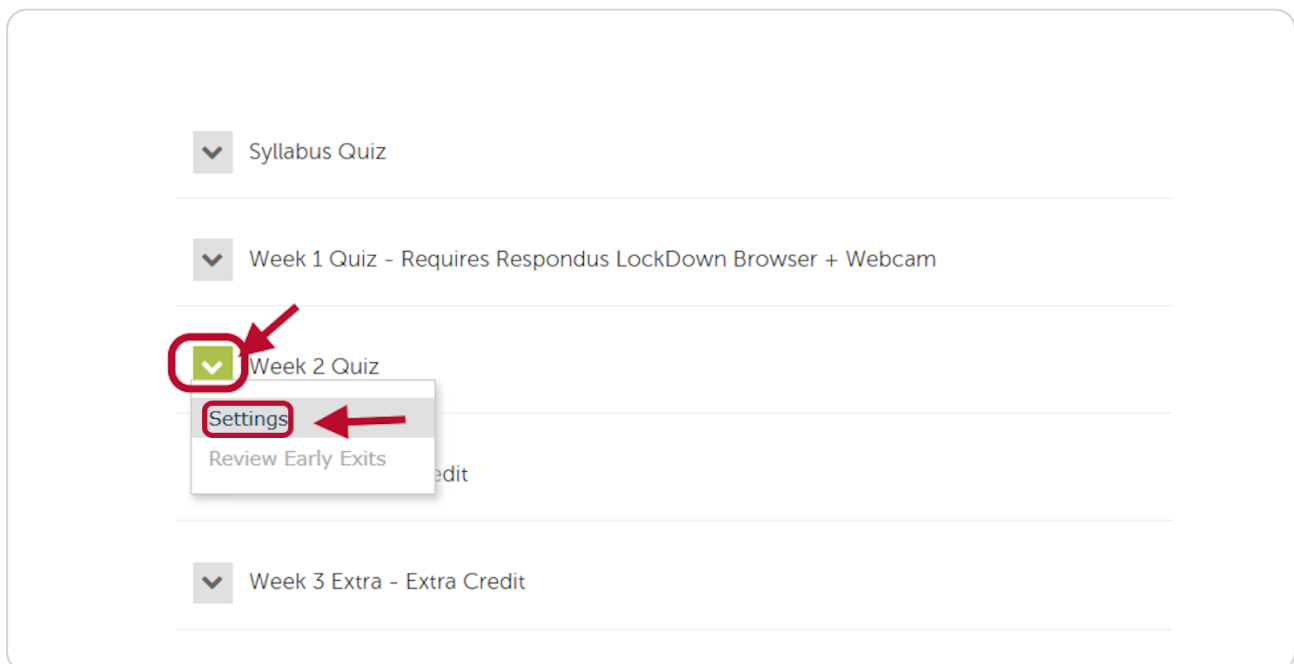 Syllabus Quiz
Week 1 Quiz - Requires Respondus LockDown Browser + Webcam
Week 2 Quiz
Settings
Review Early Exits
edit
Week 3 Extra - Extra Credit